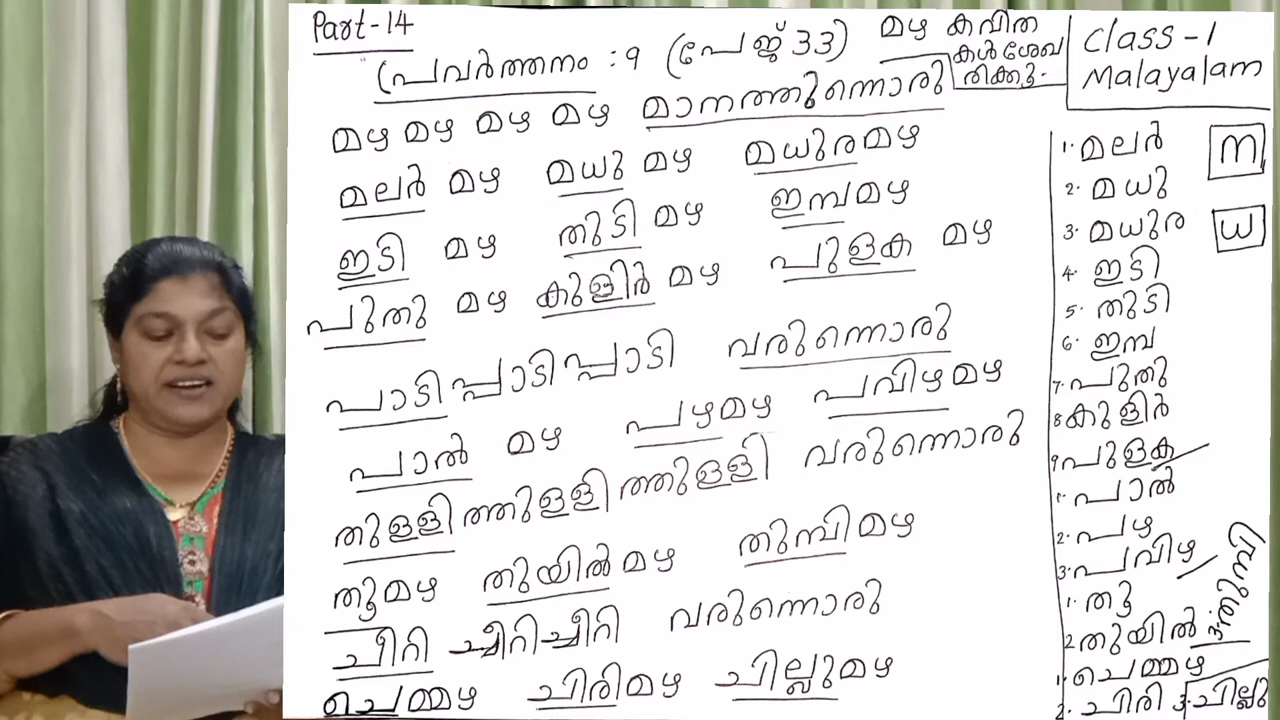 Part-14
പ്രവർത്തനം :9 (പേജ് 33) മഴ കവിത
കൾ ശേഖ
രിക്കൂ.
Class-1
Malayalam
മഴ മഴ മഴ മഴ മാനത്തുന്നൊരു
മലർ മഴ മധു മഴ മധുരമഴ
ഇടി മഴ തുടി മഴ ഇമ്പമഴ
പുതു മഴ കുളിർ മഴ പുളക മഴ
പാടിപ്പാടിപ്പാടി വരുന്നൊരു
പാൽ മഴ പഴമഴ പവിഴമഴ
തുള്ളിത്തുള്ളിത്തുള്ളി വരുന്നൊരു
തൂമഴ തുയിൽമഴ തുമ്പിമഴ
ചീറി ച്ചീറിച്ചീറി വരുന്നൊരു
ചെമ്മഴ ചിരിമഴ ചില്ലുമഴ
1. മലർ
ന
2. മധു
3. മധുര
ധ
4. ഇടി
5. തുടി
6. ഇമ്പ
7. പുതു
8 കുളിർ
9 പുളക
1. പാൽ
2. പഴ
3. പവിഴ
1. തൂ
2 തുയിൽ
3. തുമ്പി
1. ചെമ്മഴ
2. ചിരി 3. ചില്ലു